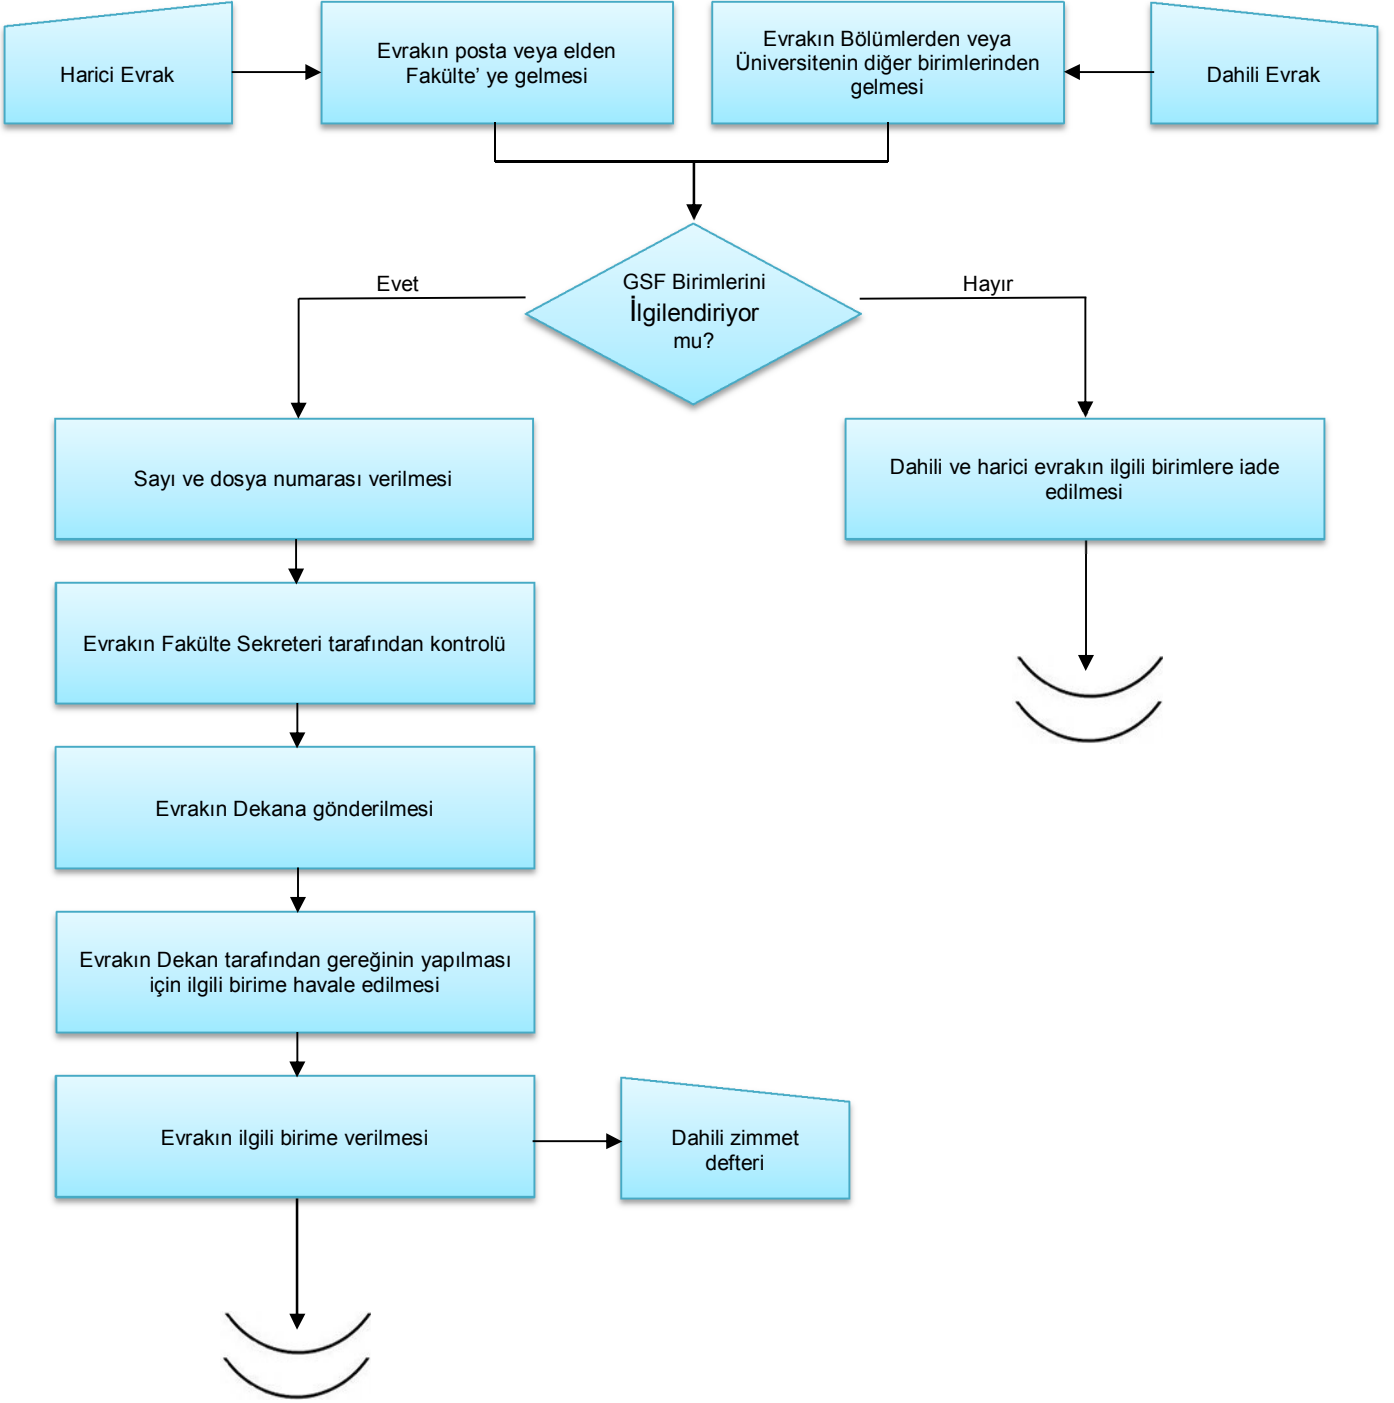 Harici Evrak
Evrakın posta veya elden
Fakülte’ ye gelmesi
Evrakın Bölümlerden veya
Üniversitenin diğer birimlerinden
gelmesi
Dahili Evrak
GSF Birimlerini
İlgilendiriyor
mu?
Evet
Hayır
Sayı ve dosya numarası verilmesi
Dahili ve harici evrakın ilgili birimlere iade
edilmesi
Evrakın Fakülte Sekreteri tarafından kontrolü
Evrakın Dekana gönderilmesi
Evrakın Dekan tarafından gereğinin yapılması
için ilgili birime havale edilmesi
Evrakın ilgili birime verilmesi
Dahili zimmet
defteri